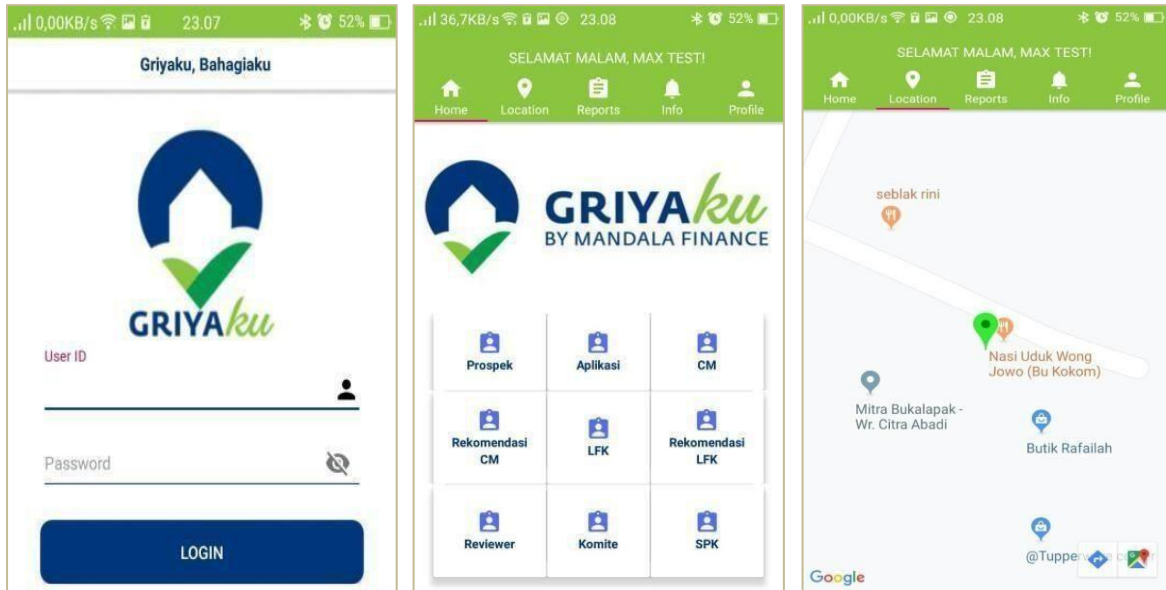 0,00KB/s 23.07 52%
Griyaku, Bahagiaku
GRIYAku
User ID
Password
LOGIN
36,7KB/s 23.08 52%
SELAMAT MALAM, MAX TEST!
Home Location Reports Info Profile
GRIYAku
BY MANDALA FINANCE
Prospek Aplikasi CM
Rekomendasi
CM
LFK
Rekomendasi
LFK
Reviewer Komite SPK
0,00KB/s 23.08 52%
SELAMAT MALAM, MAX TEST!
Home Location Reports Info Profile
seblak rini
Nasi Uduk Wong
Jowo (Bu Kokom)
Mitra Bukalapak -
Wr. Citra Abadi
Butik Rafailah
Google